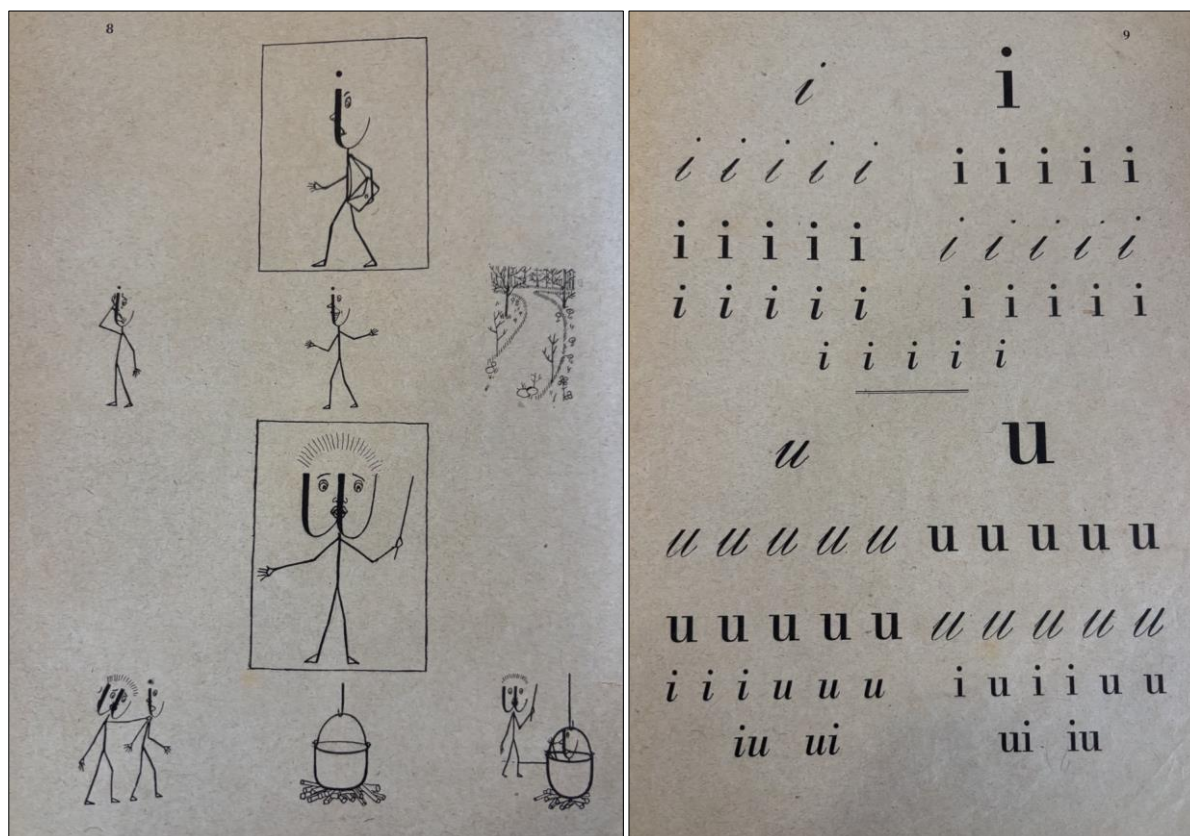 8
9
i i
i i i i i i i i i i
i i i i i i i i i i
i i i i i i i i i i
i i i i i
u u
u u u u u u u u u u
u u u u u u u u u u
i i i u u u i u i i u u
iu ui ui iu